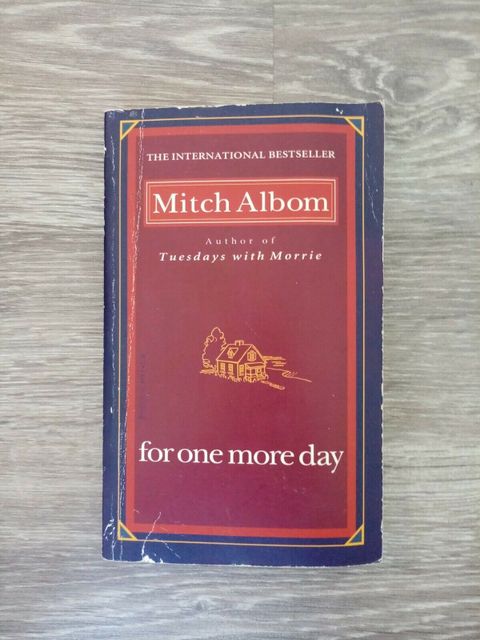 THE INTERNATIONAL BESTSELLER
Mitch Albom
Author of
Tuesdays with Morrie
for one more day